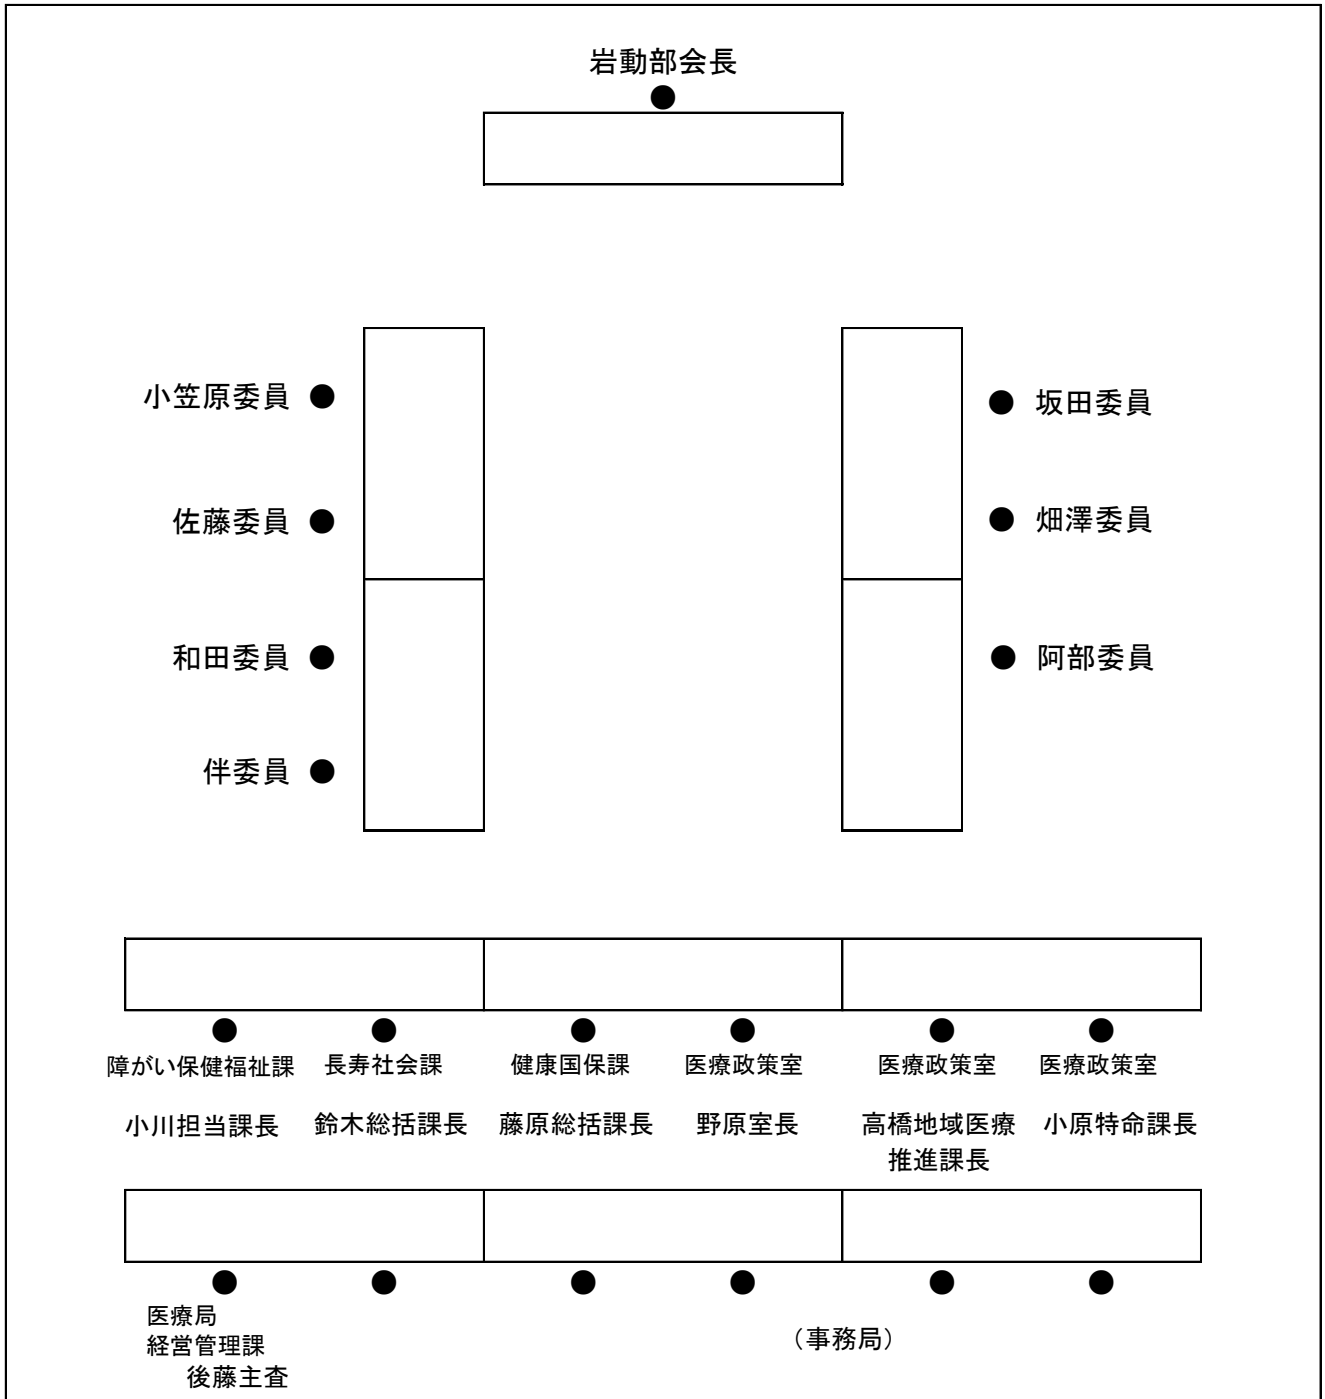 岩動部会長
小笠原委員
坂田委員
佐藤委員
畑澤委員
和田委員
阿部委員
伴委員
障がい保健福祉課
長寿社会課
健康国保課
医療政策室
医療政策室
医療政策室
小川担当課長
鈴木総括課長
藤原総括課長
野原室長
高橋地域医療
推進課長
小原特命課長
医療局
経営管理課
後藤主査
（事務局）